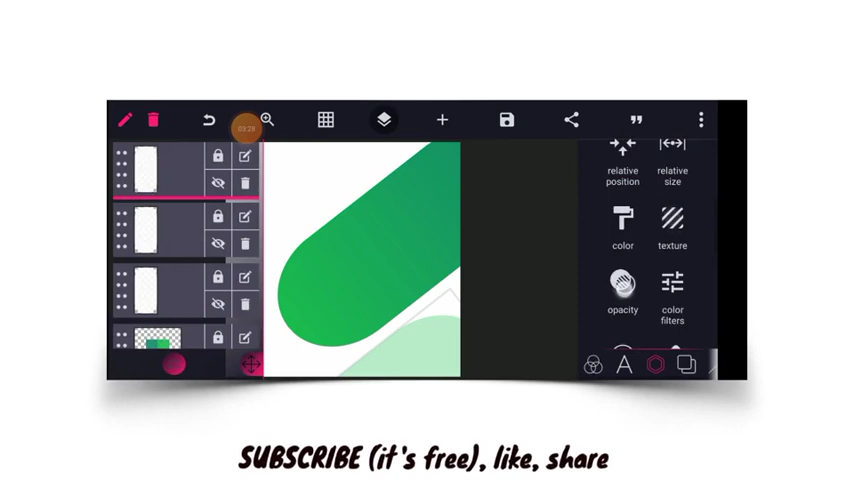 03:28
relative
position
relative
size
color
texture
opacity
color
filters
A
SUBSCRIBE (it's free), like, share